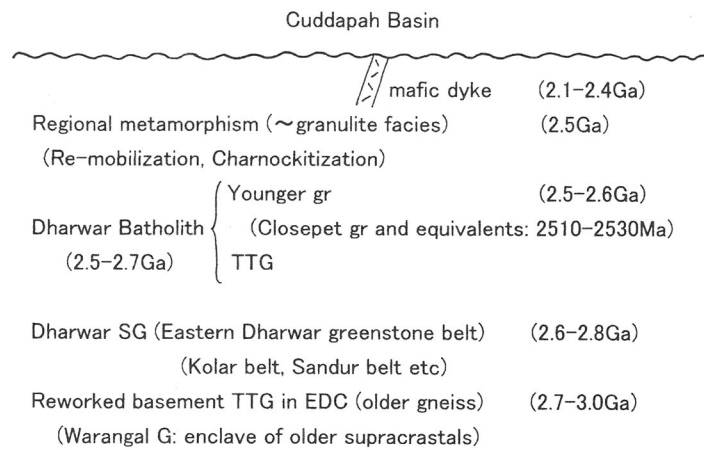 Cuddapah Basin
mafic dyke (2.1-2.4Ga)
Regional metamorphism (~granulite facies) (2.5Ga)
(Re-mobilization, Charnockitization)
Younger gr (2.5-2.6Ga)
Dharwar Batholith (Closepet gr and equivalents: 2510-2530Ma)
(2.5-2.7Ga) TTG
Dharwar SG (Eastern Dharwar greenstone belt) (2.6-2.8Ga)
(Kolar belt, Sandur belt etc)
Reworked basement TTG in EDC (older gneiss) (2.7-3.0Ga)
(Warangal G: enclave of older supracrastals)